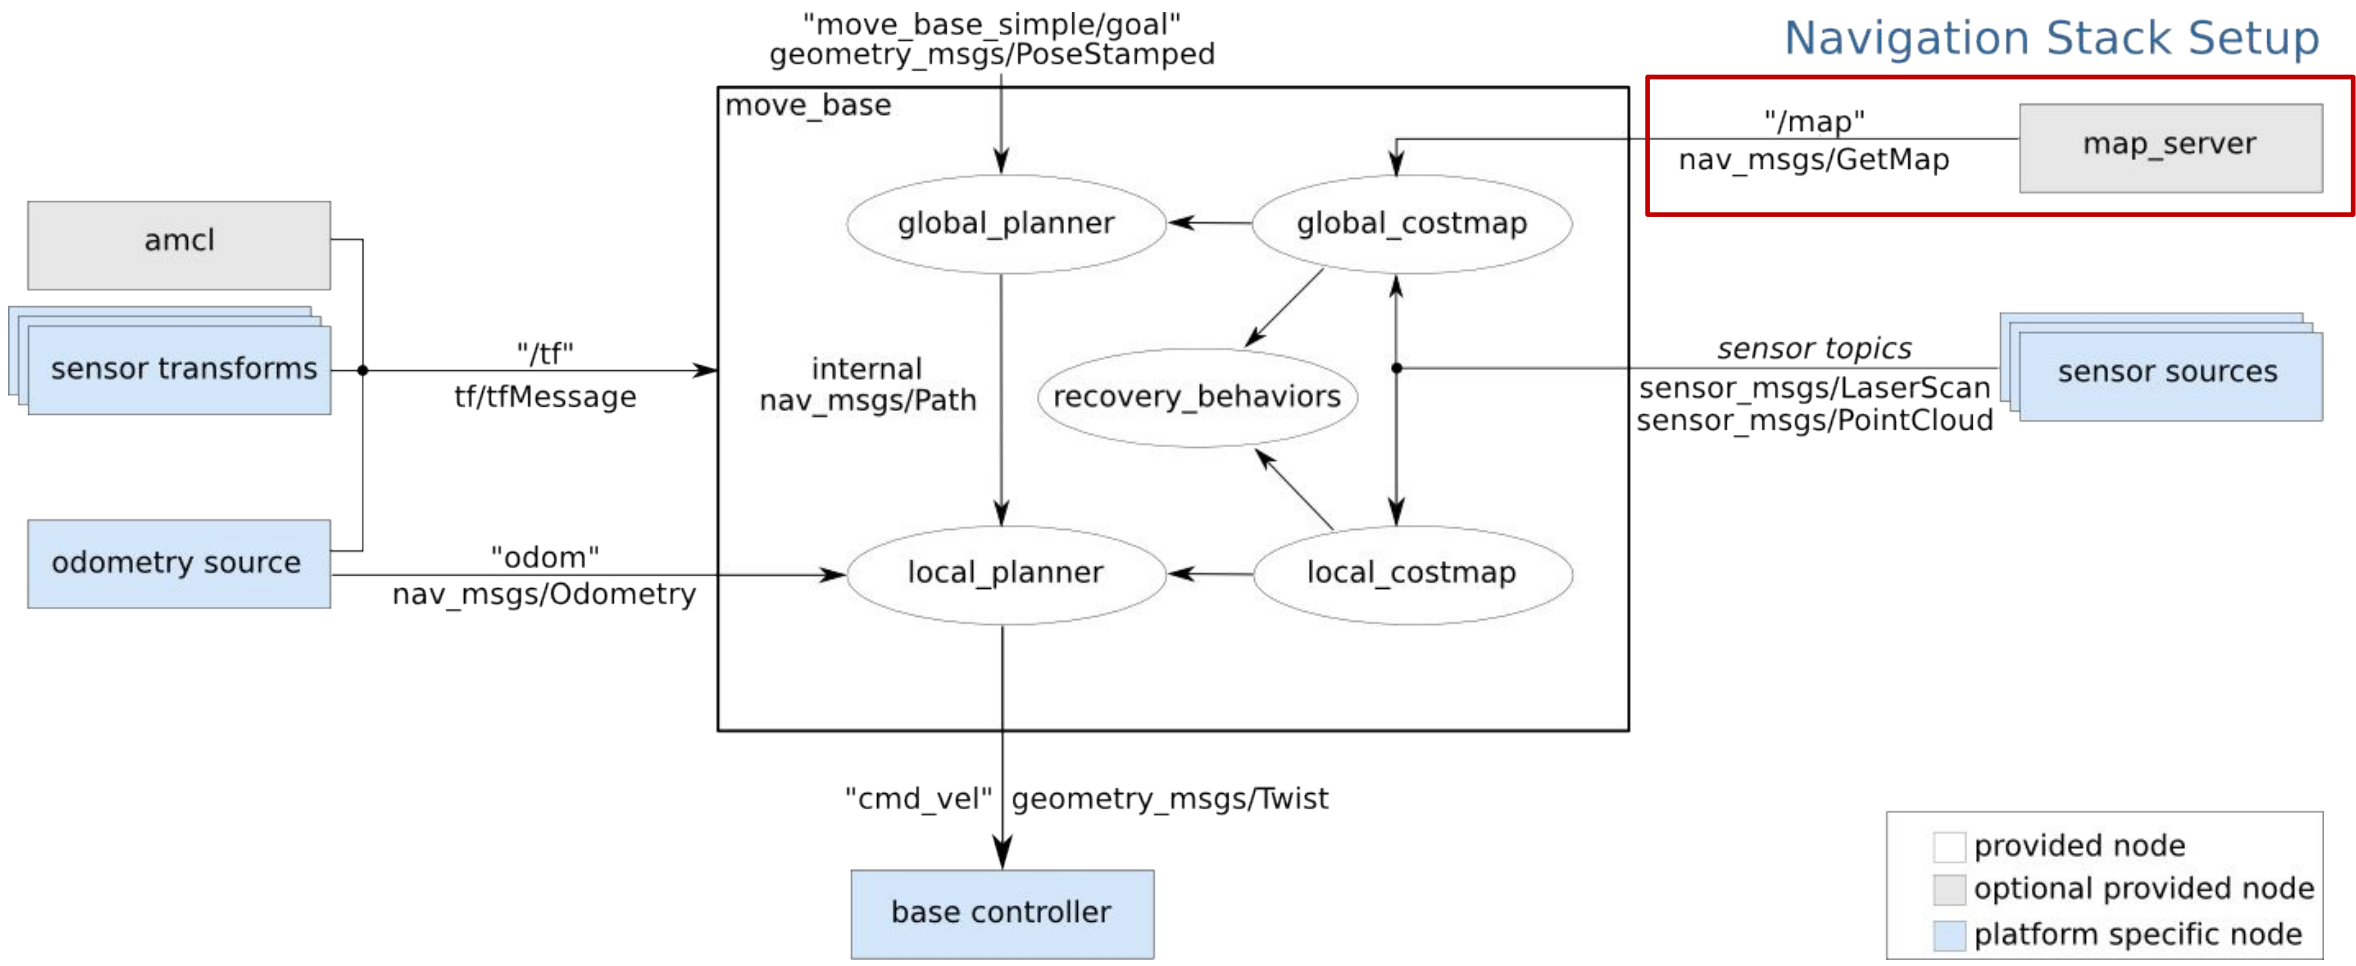 "move_base_simple/goal"
geometry_msgs/PoseStamped
Navigation Stack Setup
move_base
"/map"
nav_msgs/GetMap
map_server
global_planner
global_costmap
amcl
sensor transforms
"/tf"
tf/tfMessage
internal
nav_msgs/Path
recovery_behaviors
sensor topics
sensor_msgs/LaserScan
sensor_msgs/PointCloud
sensor sources
odometry source
"odom"
nav_msgs/Odometry
local_planner
local_costmap
"cmd_vel" geometry_msgs/Twist
base controller
provided node
optional provided node
platform specific node